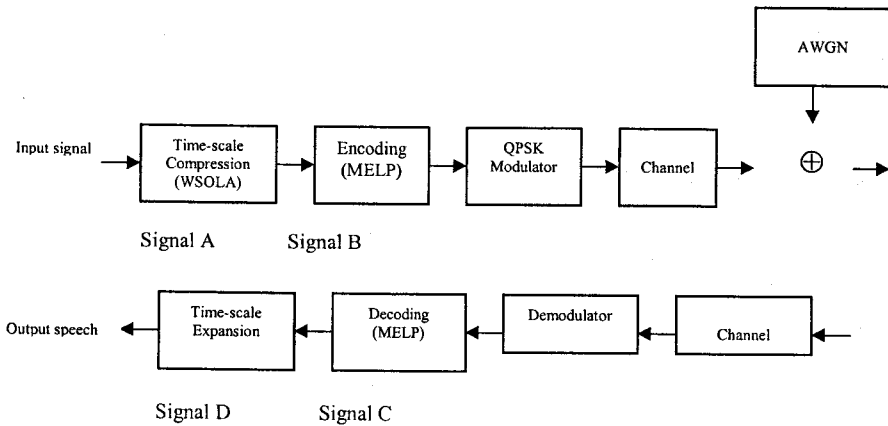 AWGN
Input signal
Time-scale
Compression
(WSOLA)
Encoding
(MELP)
QPSK
Modulator
Channel
Signal A
Signal B
Output speech
Time-scale
Expansion
Decoding
(MELP)
Demodulator
Channel
Signal D
Signal C